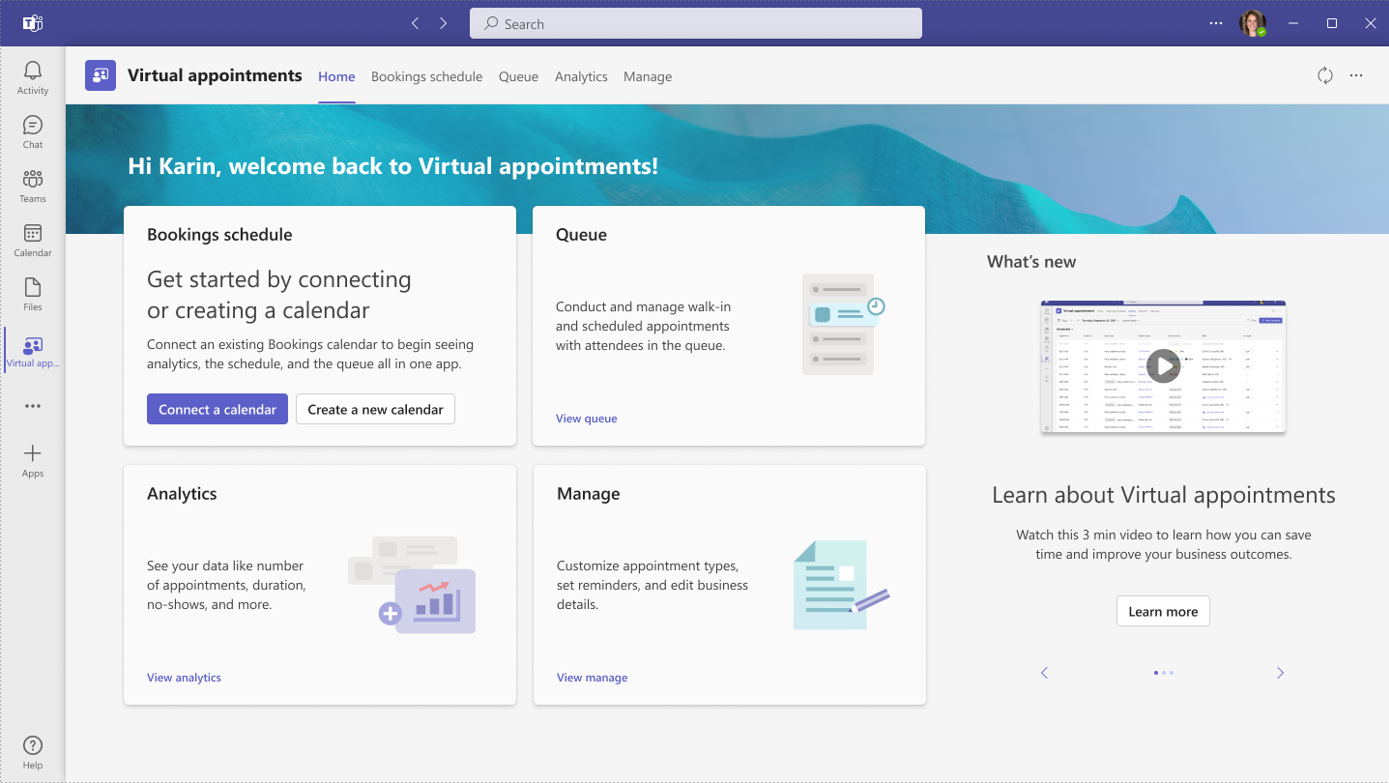 Search
Activity
Chat
Teams
Calendar
Files
Virtual app...
Apps
Help
Virtual appointments
Home
Bookings schedule
Queue
Analytics
Manage
Hi Karin, welcome back to Virtual appointments!
Bookings schedule
Get started by connecting
or creating a calendar
Connect an existing Bookings calendar to begin seeing
analytics, the schedule, and the queue all in one app.
Connect a calendar
Create a new calendar
Queue
Conduct and manage walk-in
and scheduled appointments
with attendees in the queue.
View queue
Analytics
See your data like number
of appointments, duration,
no-shows, and more.
View analytics
Manage
Customize appointment types,
set reminders, and edit business
details.
View manage
What’s new
Virtual appointments
Learn about Virtual appointments
Watch this 3 min video to learn how you can save
time and improve your business outcomes.
Learn more